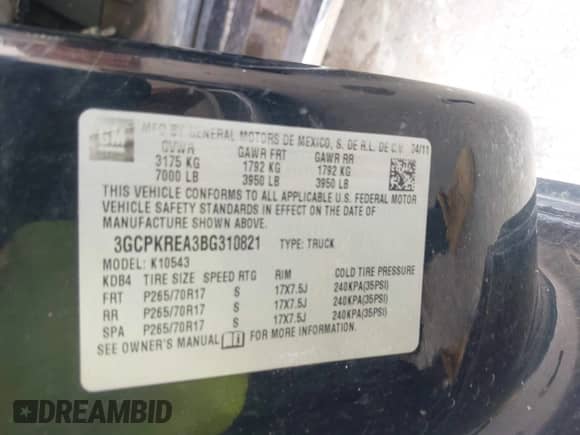 GM
MFG BY GENERAL MOTORS DE MEXICO, S. DE R.L. DE C.V. 04/11
GVWR GAWR FRT GAWR RR
3175 KG 1792 KG 1792 KG
7000 LB 3950 LB 3950 LB
THIS VEHICLE CONFORMS TO ALL APPLICABLE U.S. FEDERAL MOTOR
VEHICLE SAFETY STANDARDS IN EFFECT ON THE DATE OF
MANUFACTURE SHOWN ABOVE.
3GCPKREA3BG310821 TYPE: TRUCK
MODEL: K10543
KDB4 TIRE SIZE SPEED RTG RIM COLD TIRE PRESSURE
FRT P265/70R17 S 17X7.5J 240KPA(35PSI)
RR P265/70R17 S 17X7.5J 240KPA(35PSI)
SPA P265/70R17 S 17X7.5J 240KPA(35PSI)
SEE OWNER'S MANUAL FOR MORE INFORMATION
DREAMBID